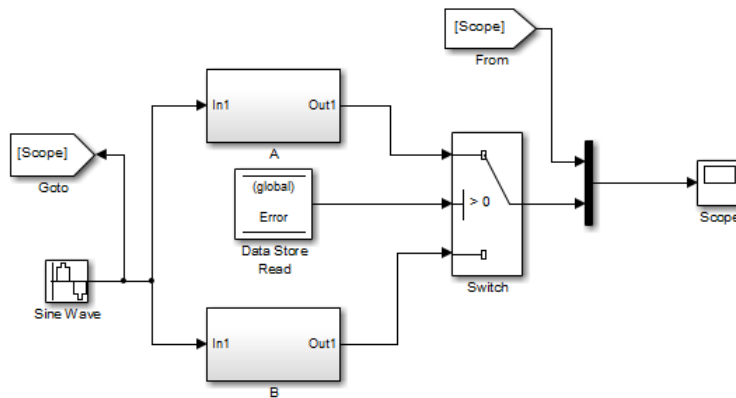 [Scope]
From
In1
Out1
A
[Scope]
Goto
(global)
Error
Data Store
Read
> 0
Switch
Scope
Sine Wave
In1
Out1
B